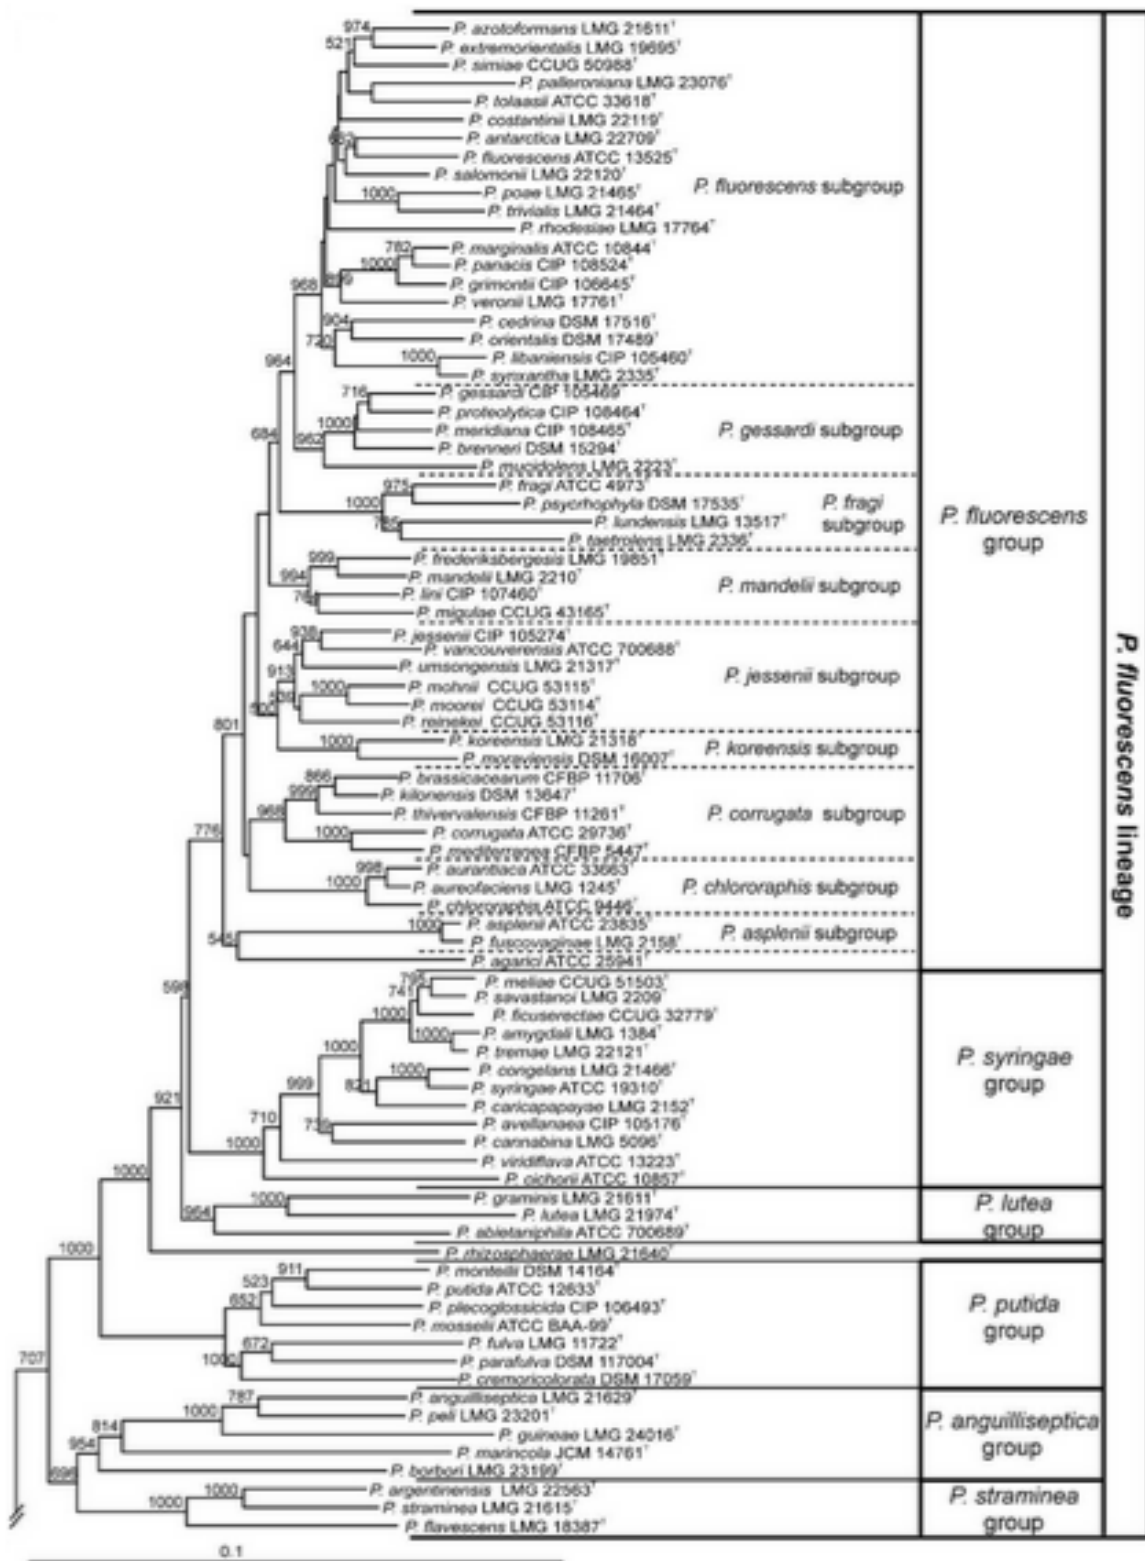 974
P. azotoformans LMG 21611T
521
P. extremorientalis LMG 19695T
P. simiae CCUG 50988T
P. palleroniana LMG 23076T
P. tolaasii ATCC 33618T
P. costantinii LMG 22119T
P. antarctica LMG 22709T
P. fluorescens ATCC 13525T
P. salomonii LMG 22120T
P. fluorescens subgroup
1000
P. poae LMG 21465T
P. trivialis LMG 21464T
P. rhodesiae LMG 17764T
782
P. marginalis ATCC 10844T
1000
P. panacis CIP 108524T
968
P. grimontii CIP 106645T
P. veronii LMG 17761T
904
P. cedrina DSM 17516T
720
P. orientalis DSM 17489T
964
1000
P. libaniensis CIP 105460T
P. synxantha LMG 2335T
716
P. gessardi CIP 105469
P. proteolytica CIP 108464T
1000
P. meridiana CIP 108465T
P. gessardi subgroup
684
962
P. brenneri DSM 15294T
P. mucidolens LMG 2223T
975
P. fragi ATCC 4973T
1000
P. psycrhophyla DSM 17535T
P. fragi
subgroup
P. lundensis LMG 13517T
P. taetrolens LMG 2336T
P. fluorescens
group
999
P. frederiksbergesis LMG 19851T
994
P. mandelii LMG 2210T
P. mandelii subgroup
P. lini CIP 107460T
P. migulae CCUG 43165T
938
P. jessenii CIP 105274T
644
P. vancouverensis ATCC 700688T
913
P. umsongensis LMG 21317T
P. jessenii subgroup
1000
P. mohnii CCUG 53115T
P. moorei CCUG 53114T
801
P. reinekei CCUG 53116T
1000
P. koreensis LMG 21318T
P. koreensis subgroup
P. moraviensis DSM 16007T
866
P. brassicacearum CFBP 11706T
999
P. kilonensis DSM 13647T
968
P. thivervalensis CFBP 11261T
P. corrugata subgroup
776
1000
P. corrugata ATCC 29736T
P. mediterranea CFBP 5447T
998
P. aurantiaca ATCC 33663T
1000
P. aureofaciens LMG 1245T
P. chlororaphis subgroup
P. chlororaphis ATCC 9446T
1000
P. asplenii ATCC 23835T
545
P. fuscovaginae LMG 2158T
P. asplenii subgroup
P. agarici ATCC 25941T
P. fluorescens lineage
795
P. meliae CCUG 51503T
598
741
P. savastanoi LMG 2209T
1000
P. ficuserectae CCUG 32779T
1000
P. amygdali LMG 1384T
1000
P. tremae LMG 22121T
1000
P. congelans LMG 21466T
P. syringae
group
999
821
P. syringae ATCC 19310T
P. caricapapayae LMG 2152T
921
710
P. avellanaea CIP 105176T
P. cannabina LMG 5096T
1000
P. viridiflava ATCC 13223T
1000
P. cichorii ATCC 10857T
1000
P. graminis LMG 21611T
P. lutea
group
994
P. lutea LMG 21974T
P. abietaniphila ATCC 700689T
1000
P. rhizosphaerae LMG 21640T
911
P. monteilii DSM 14164T
523
P. putida ATCC 12633T
652
P. plecoglossicida CIP 106493T
P. putida
group
P. mosselii ATCC BAA-99T
672
P. fulva LMG 11722T
707
1000
P. parafulva DSM 117004T
P. cremoricolorata DSM 17059T
787
P. anguilliseptica LMG 21629T
1000
P. peli LMG 23201T
P. anguilliseptica
group
814
P. guineae LMG 24016T
954
P. marincola JCM 14761T
696
P. borbori LMG 23199T
1000
P. argentinensis LMG 22563T
1000
P. straminea LMG 21615T
P. straminea
group
P. flavescens LMG 18387T
0.1